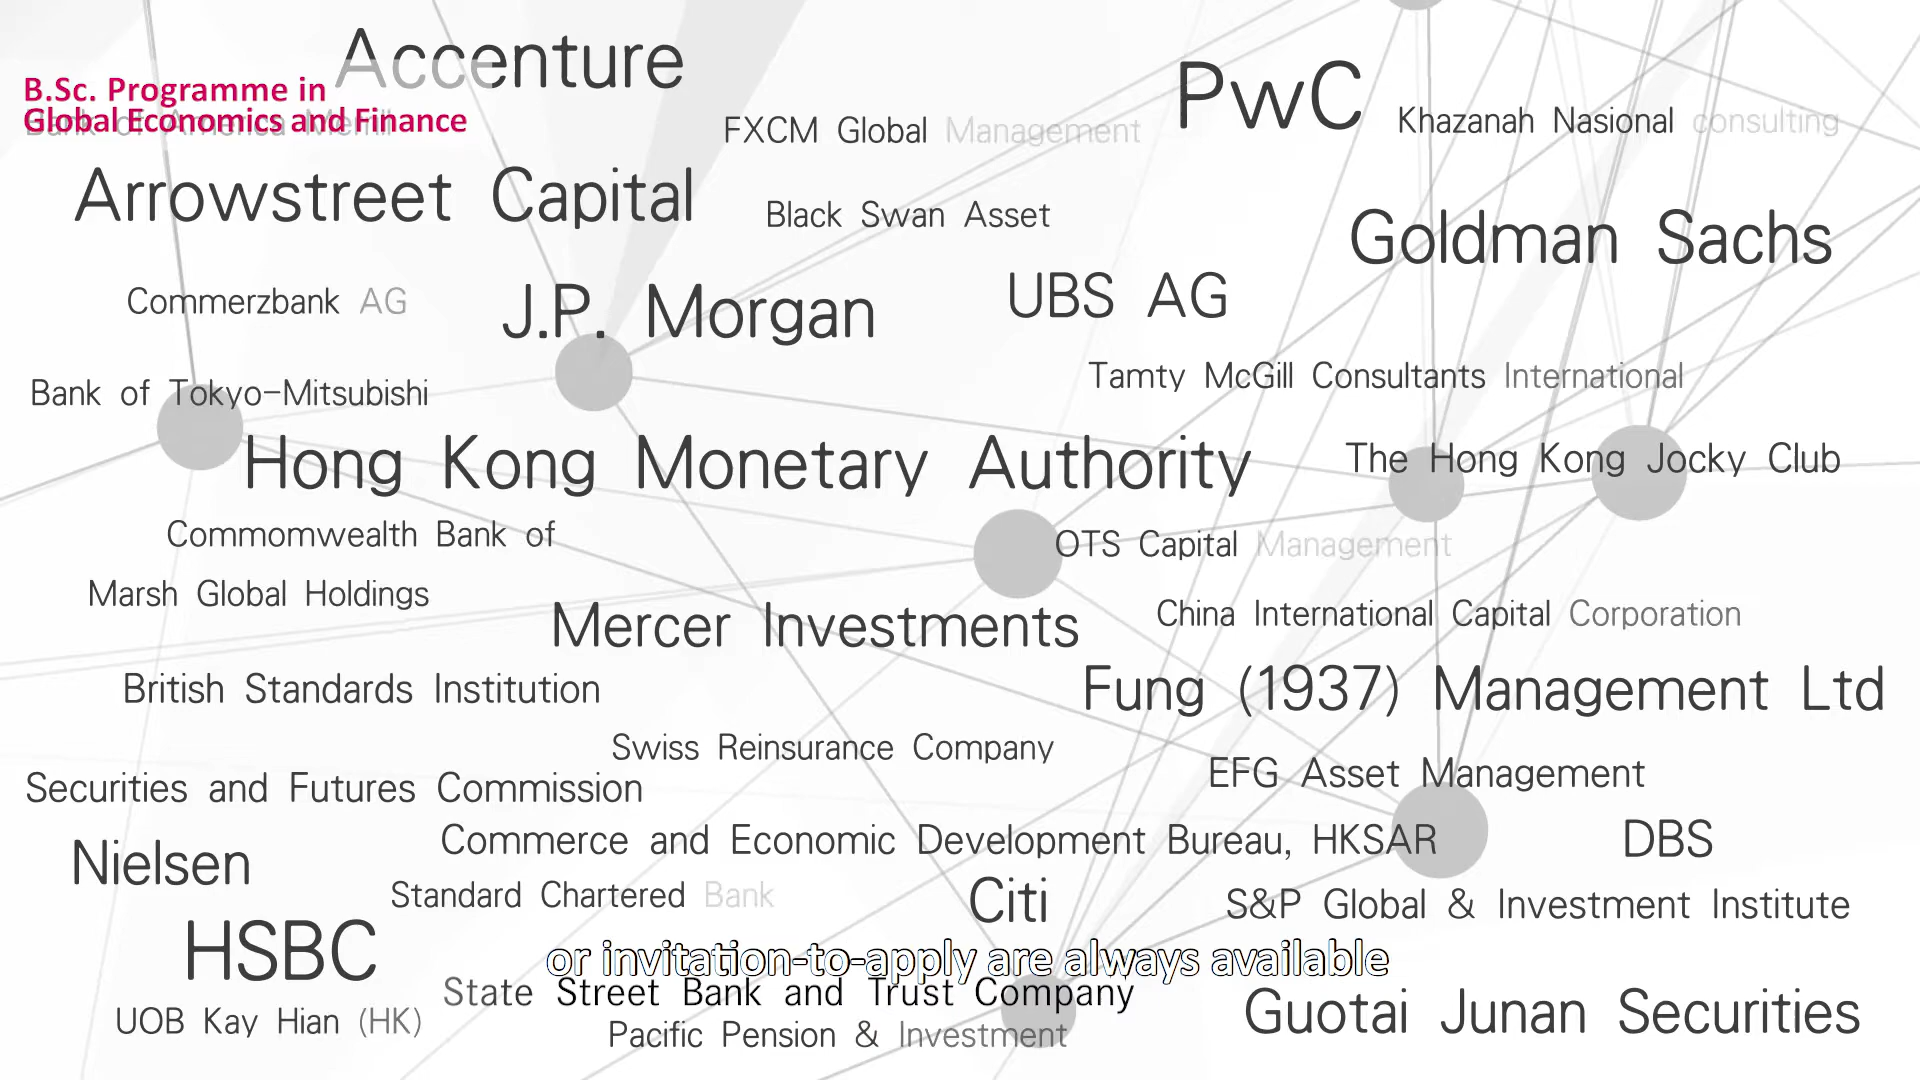 Accenture
B.Sc. Programme in
Global Economics and Finance
Bank of America Merrill
PwC
FXCM Global Management
Khazanah Nasional consulting
Arrowstreet Capital
Black Swan Asset
Goldman Sachs
Commerzbank AG
J.P. Morgan
UBS AG
Bank of Tokyo-Mitsubishi
Tamty McGill Consultants International
Hong Kong Monetary Authority
The Hong Kong Jocky Club
Commomwealth Bank of
OTS Capital Management
Marsh Global Holdings
Mercer Investments
China International Capital Corporation
British Standards Institution
Fung (1937) Management Ltd
Swiss Reinsurance Company
Securities and Futures Commission
EFG Asset Management
Nielsen
Commerce and Economic Development Bureau, HKSAR
DBS
Standard Chartered Bank
Citi
S&P Global & Investment Institute
HSBC
or invitation-to-apply are always available
State Street Bank and Trust Company
UOB Kay Hian (HK)
Pacific Pension & Investment
Guotai Junan Securities